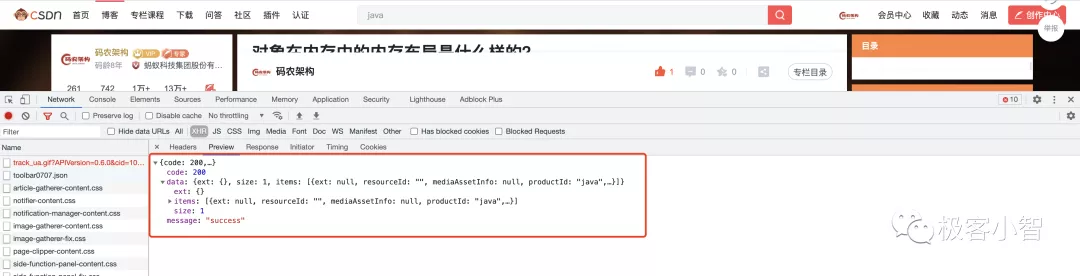 CSDN 首页 博客 专栏课程 下载 问答 社区 插件 认证 java 会员中心 收藏 动态 消息 创作中心
举报
码农架构 VIP 专家
码龄8年 蚂蚁科技集团股份有...
261 742 1万+ 13万+
对象在内存中的内存布局是什么样的?
码农架构 1 0 0 专栏目录
目录
Network Console Elements Sources Performance Memory Application Security Lighthouse Adblock Plus 10
Preserve log Disable cache No throttling
Filter Hide data URLs All XHR JS CSS Img Media Font Doc WS Manifest Other Has blocked cookies Blocked Requests
Name × Headers Preview Response Initiator Timing Cookies
track_ua.gif?APIVersion=0.6.0&cid=10...
toolbar0707.json
article-gatherer-content.css
notifier-content.css
notification-manager-content.css
image-gatherer-content.css
image-gatherer-fix.css
page-clipper-content.css
side-function-panel-content.css
{code: 200,…}
code: 200
data: {ext: {}, size: 1, items: [{ext: null, resourceId: "", mediaAssetInfo: null, productId: "java",…}]}
ext: {}
items: [{ext: null, resourceId: "", mediaAssetInfo: null, productId: "java",…}]
size: 1
message: "success"
极客小智